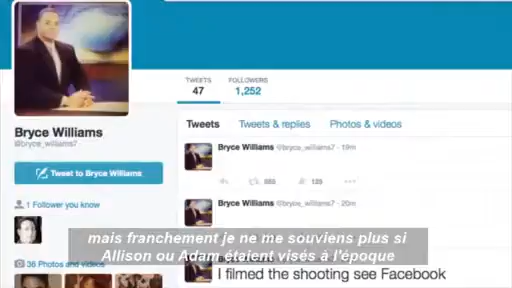 TWEETS FOLLOWERS
47 1,252
Bryce Williams
@bryce_williams7
Tweet to Bryce Williams
1 Follower you know
36 Photos and videos
Tweets Tweets & replies Photos & videos
Bryce Williams @bryce_williams7 · 19m
885 129
Bryce Williams @bryce_williams7 · 20m
I filmed the shooting see Facebook
mais franchement je ne me souviens plus si
Allison ou Adam étaient visés à l'époque